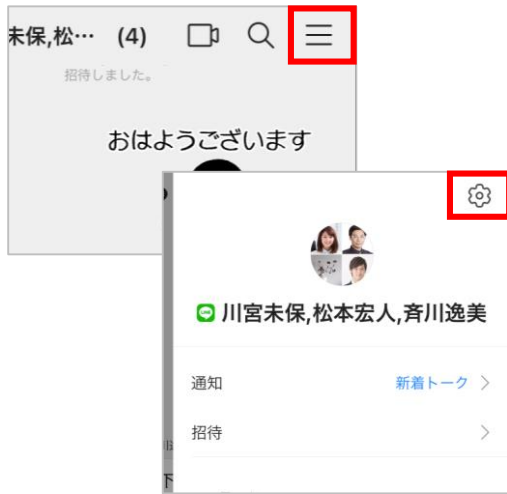 未保,松… (4)
招待しました。
おはようございます
川宮未保,松本宏人,斉川逸美
通知 新着トーク
招待